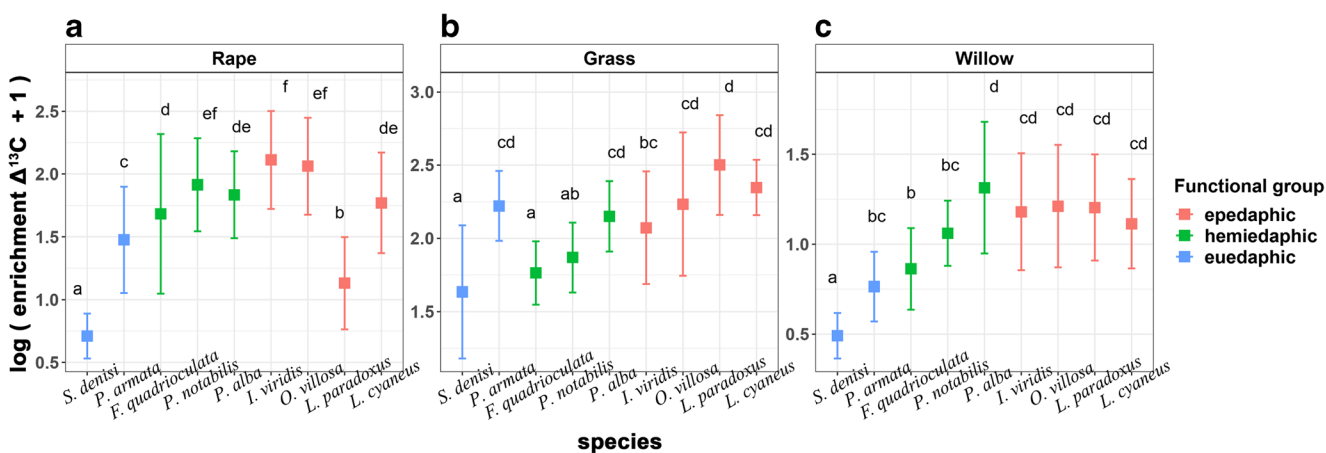 a
b
c
Rape
Grass
Willow
log ( enrichment Δ¹³C + 1 )
2.5
2.0
1.5
1.0
0.5
a
c
d
ef
de
f
ef
b
de
S. denisi
P. armata
F. quadrioculata
P. notabilis
P. alba
I. viridis
O. villosa
L. paradoxus
L. cyaneus
3.0
2.5
2.0
1.5
a
cd
a
ab
cd
bc
cd
d
cd
S. denisi
P. armata
F. quadrioculata
P. notabilis
P. alba
I. viridis
O. villosa
L. paradoxus
L. cyaneus
1.5
1.0
0.5
a
bc
b
bc
d
cd
cd
cd
cd
S. denisi
P. armata
F. quadrioculata
P. notabilis
P. alba
I. viridis
O. villosa
L. paradoxus
L. cyaneus
species
Functional group
epedaphic
hemiedaphic
euedaphic